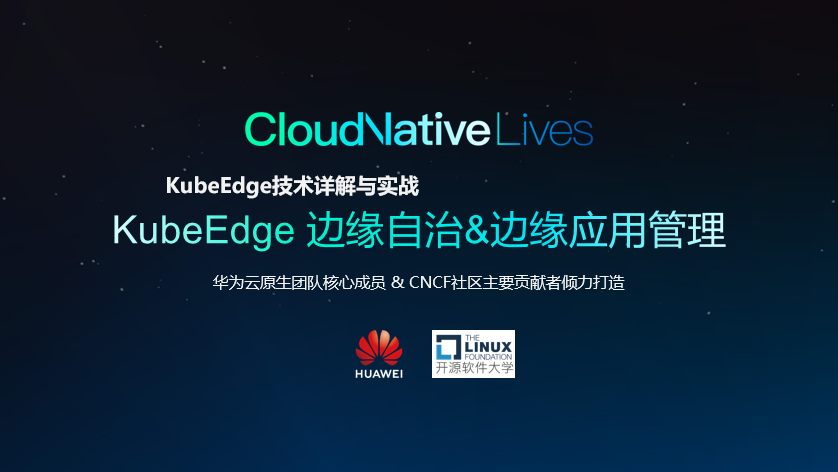 CloudNative Lives
KubeEdge技术详解与实战
KubeEdge 边缘自治&边缘应用管理
华为云原生团队核心成员 & CNCF社区主要贡献者倾力打造
HUAWEI
THE
LINUX
FOUNDATION
开源软件大学